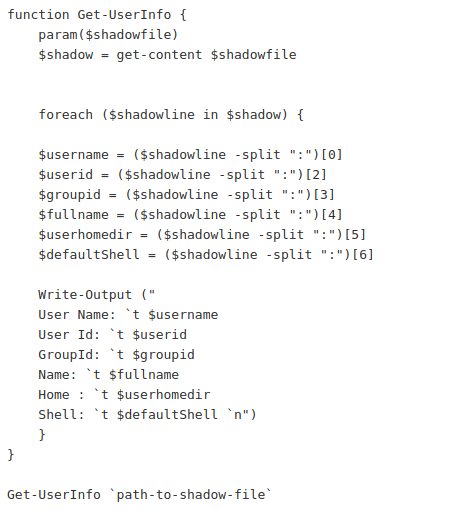 function Get-UserInfo {
    param($shadowfile)
    $shadow = get-content $shadowfile
    foreach ($shadowline in $shadow) {
    $username = ($shadowline -split ":")[0]
    $userid = ($shadowline -split ":")[2]
    $groupid = ($shadowline -split ":")[3]
    $fullname = ($shadowline -split ":")[4]
    $userhomedir = ($shadowline -split ":")[5]
    $defaultShell = ($shadowline -split ":")[6]
    Write-Output ("
    User Name: `t $username
    User Id: `t $userid
    GroupId: `t $groupid
    Name: `t $fullname
    Home : `t $userhomedir
    Shell: `t $defaultShell `n")
    }
}
Get-UserInfo `path-to-shadow-file`